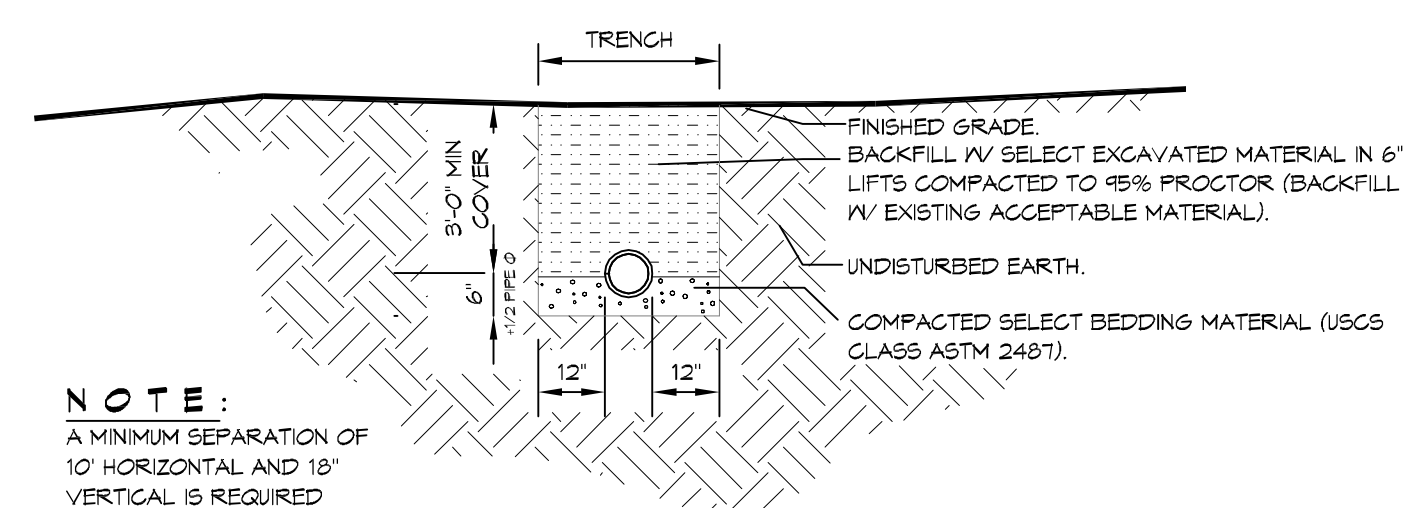 TRENCH
FINISHED GRADE.
BACKFILL W/ SELECT EXCAVATED MATERIAL IN 6"
LIFTS COMPACTED TO 95% PROCTOR (BACKFILL
W/ EXISTING ACCEPTABLE MATERIAL).
3'-0" MIN
COVER
UNDISTURBED EARTH.
6"
+1/2 PIPE Ø
COMPACTED SELECT BEDDING MATERIAL (USCS
CLASS ASTM 2487).
12"
12"
NOTE:
A MINIMUM SEPARATION OF
10' HORIZONTAL AND 18"
VERTICAL IS REQUIRED